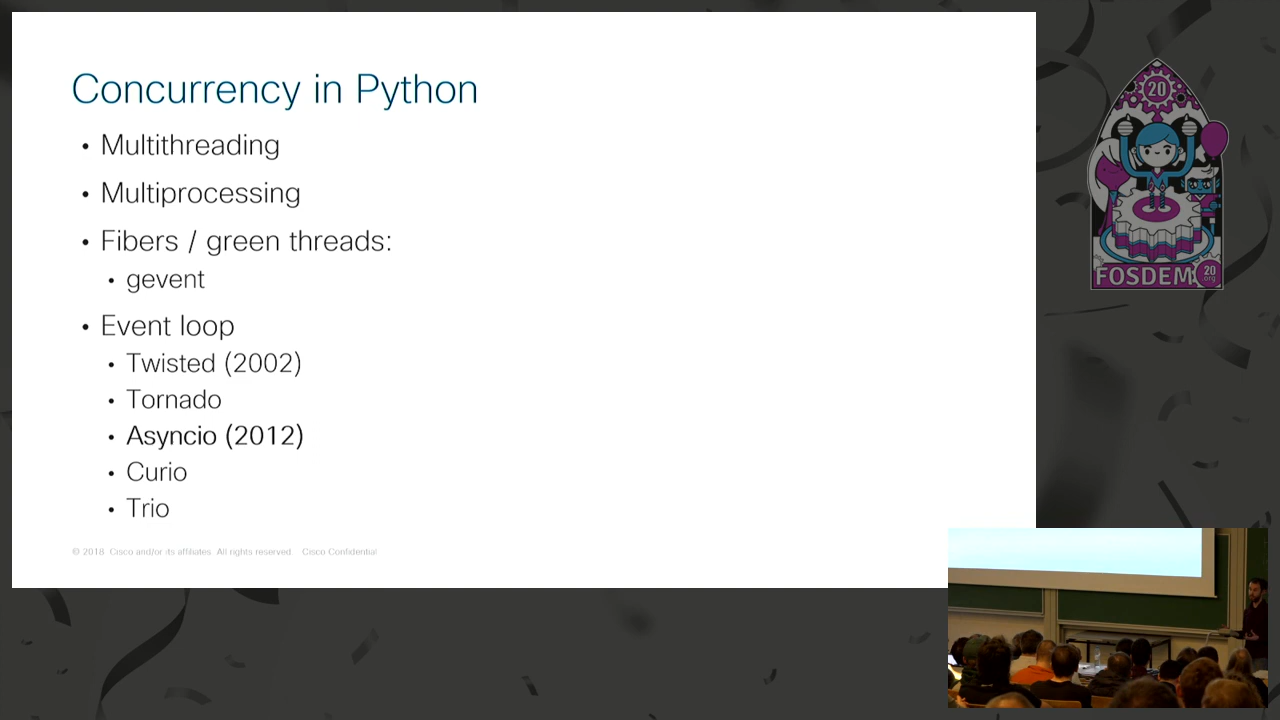 Concurrency in Python
• Multithreading
• Multiprocessing
• Fibers / green threads:
• gevent
• Event loop
• Twisted (2002)
• Tornado
• Asyncio (2012)
• Curio
• Trio
© 2018 Cisco and/or its affiliates. All rights reserved. Cisco Confidential
20
FOSDEM
20
.org